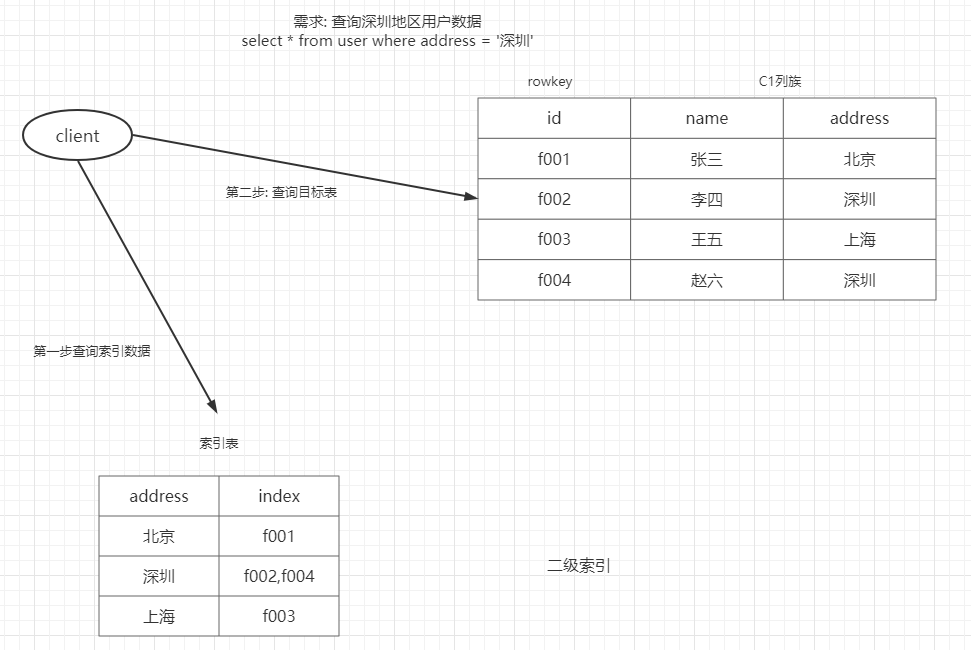 需求: 查询深圳地区用户数据
select * from user where address = '深圳'
rowkey C1列族
id name address
f001 张三 北京
f002 李四 深圳
f003 王五 上海
f004 赵六 深圳
client
第二步: 查询目标表
第一步查询索引数据
索引表
address index
北京 f001
深圳 f002,f004
上海 f003
二级索引